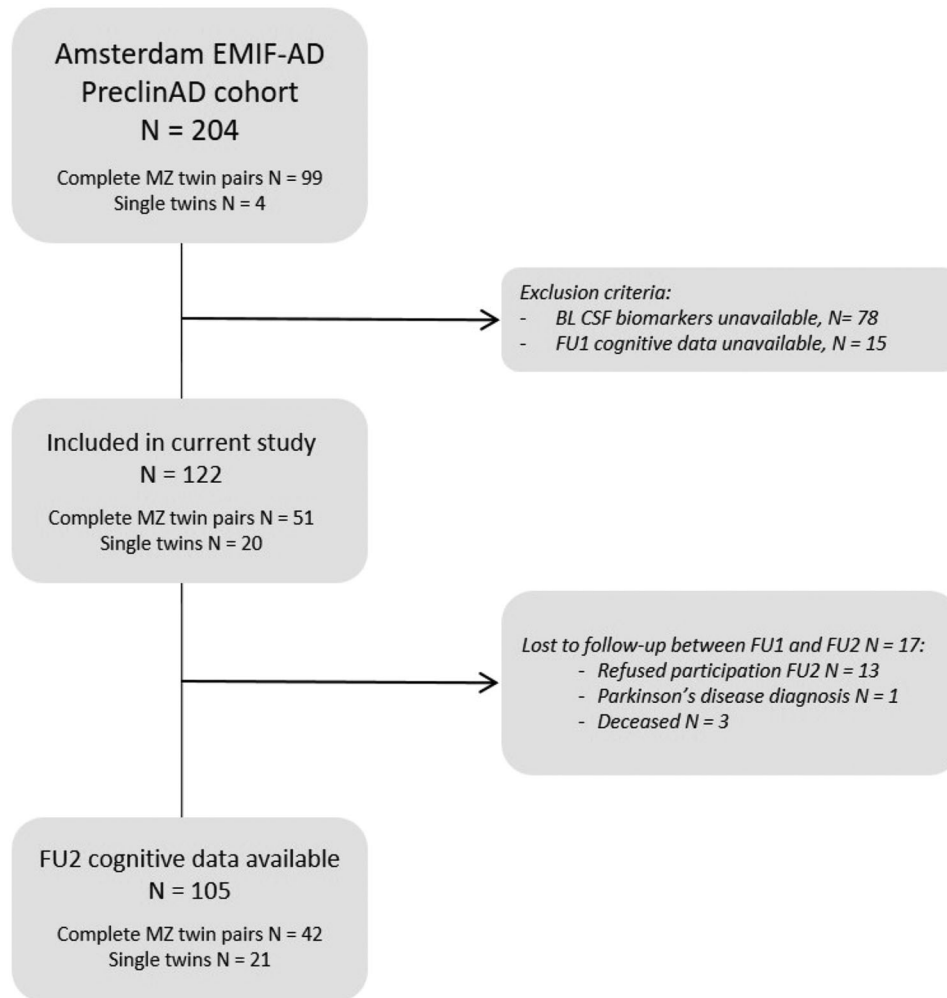 Amsterdam EMIF-AD
PreclinAD cohort
N = 204
Complete MZ twin pairs N = 99
Single twins N = 4
Exclusion criteria:
- BL CSF biomarkers unavailable, N= 78
- FU1 cognitive data unavailable, N = 15
Included in current study
N = 122
Complete MZ twin pairs N = 51
Single twins N = 20
Lost to follow-up between FU1 and FU2 N = 17:
- Refused participation FU2 N = 13
- Parkinson's disease diagnosis N = 1
- Deceased N = 3
FU2 cognitive data available
N = 105
Complete MZ twin pairs N = 42
Single twins N = 21